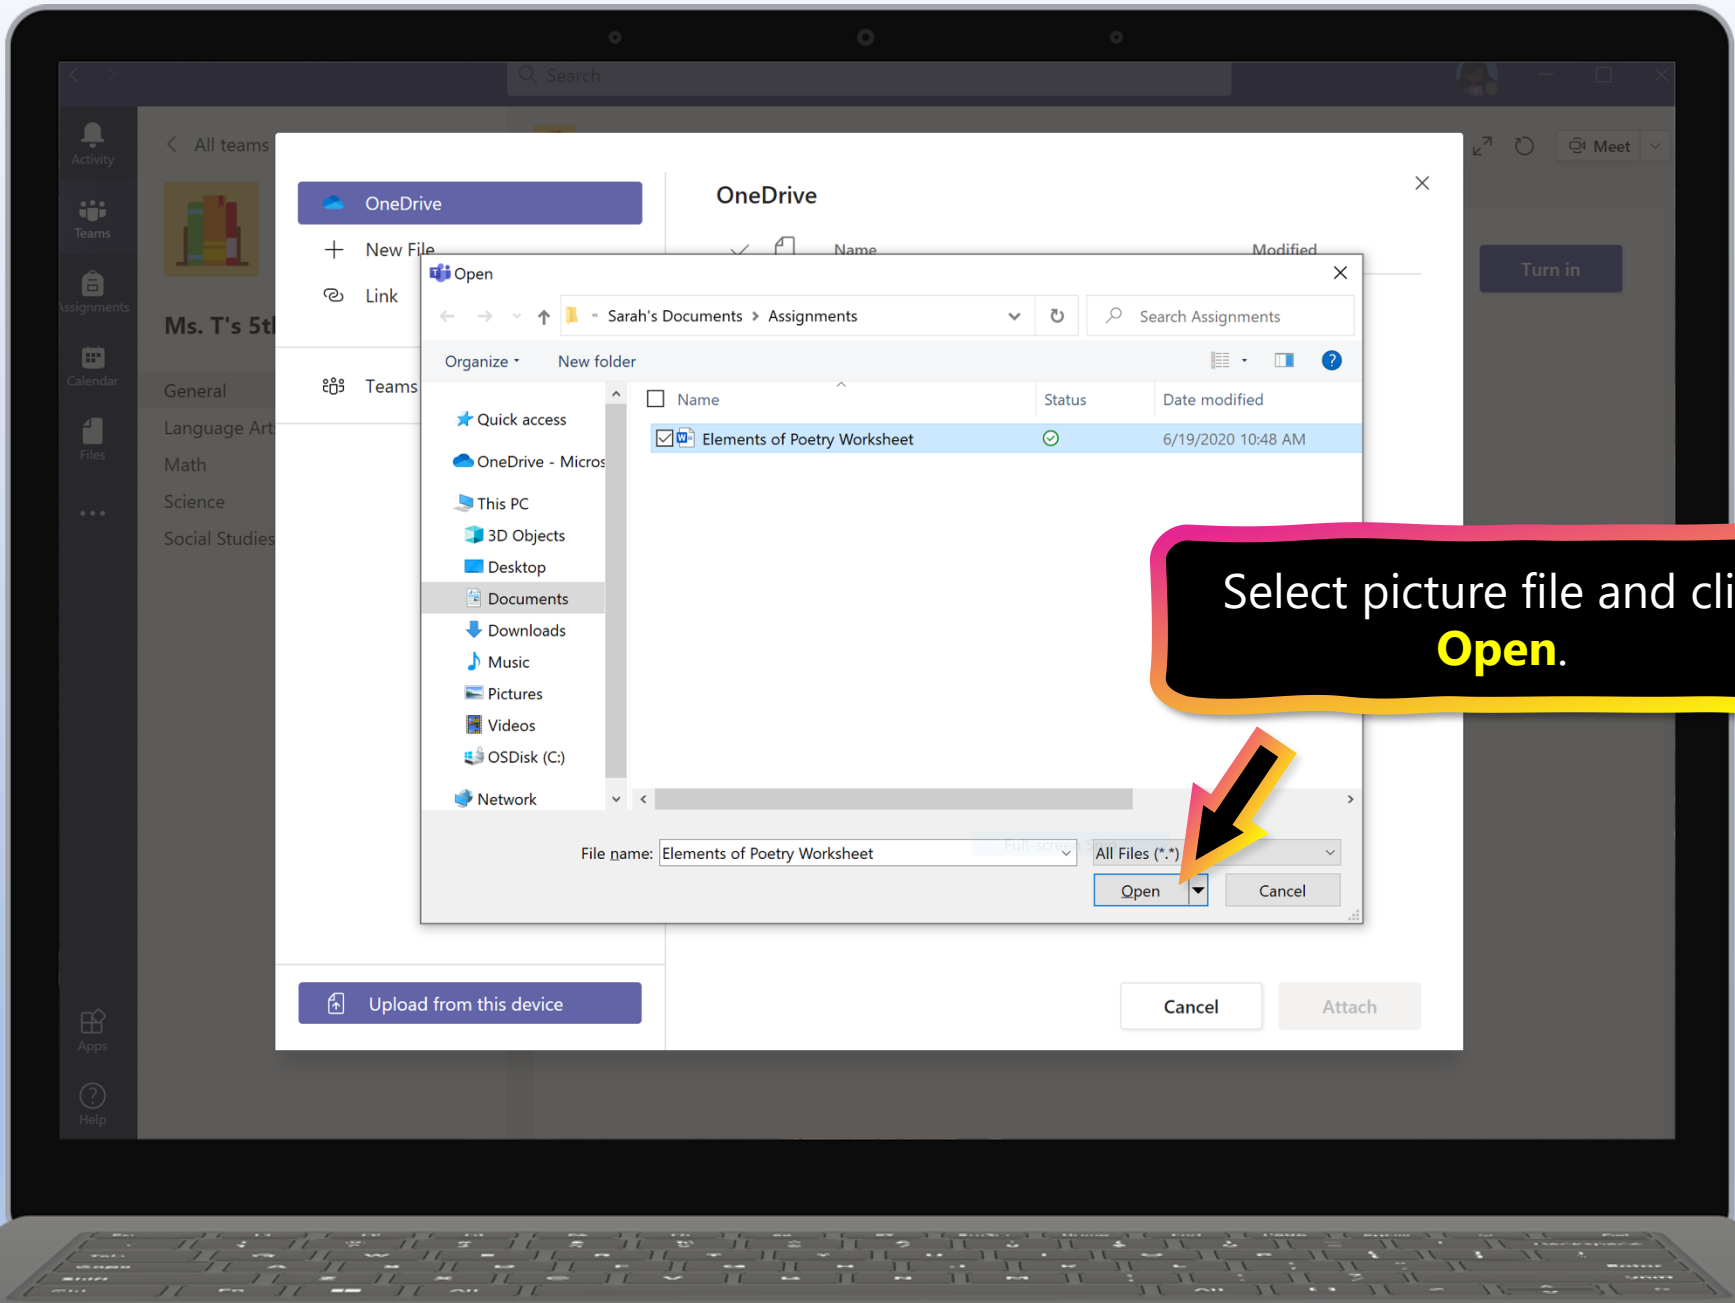 Search
Activity
All teams
Meet
OneDrive
OneDrive
New File
Name
Modified
Teams
Turn in
Open
Link
Assignments
Sarah's Documents
Assignments
Search Assignments
Ms. T's 5t
Organize
New folder
Calendar
General
Teams
Name
Status
Date modified
Quick access
Language Art
Elements of Poetry Worksheet
6/19/2020 10:48 AM
Files
Math
OneDrive - Micros
Science
This PC
Social Studies
3D Objects
Desktop
Documents
Downloads
Music
Pictures
Videos
OSDisk (C:)
Network
Select picture file and cli
Open.
File name:
Elements of Poetry Worksheet
Full-screen
All Files (*.*)
Open
Cancel
Upload from this device
Cancel
Attach
Apps
Help